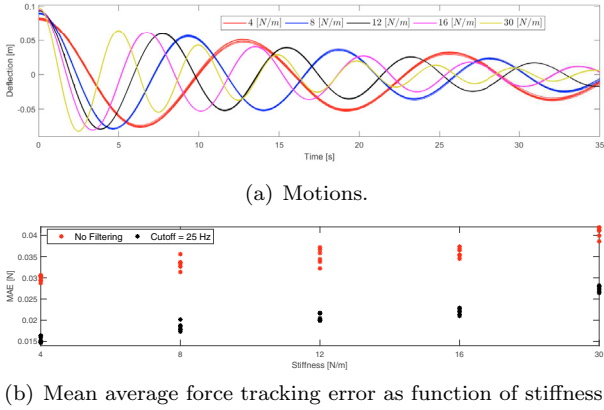 4 [N/m] 8 [N/m] 12 [N/m] 16 [N/m] 30 [N/m]
Deflection [m]
0.05
0
-0.05
0 5 10 15 20 25 30 35
Time [s]
(a) Motions.
No Filtering Cutoff = 25 Hz
MAE [N]
0.04
0.035
0.03
0.025
0.02
0.015
4 8 12 16 30
Stiffness [N/m]
(b) Mean average force tracking error as function of stiffness